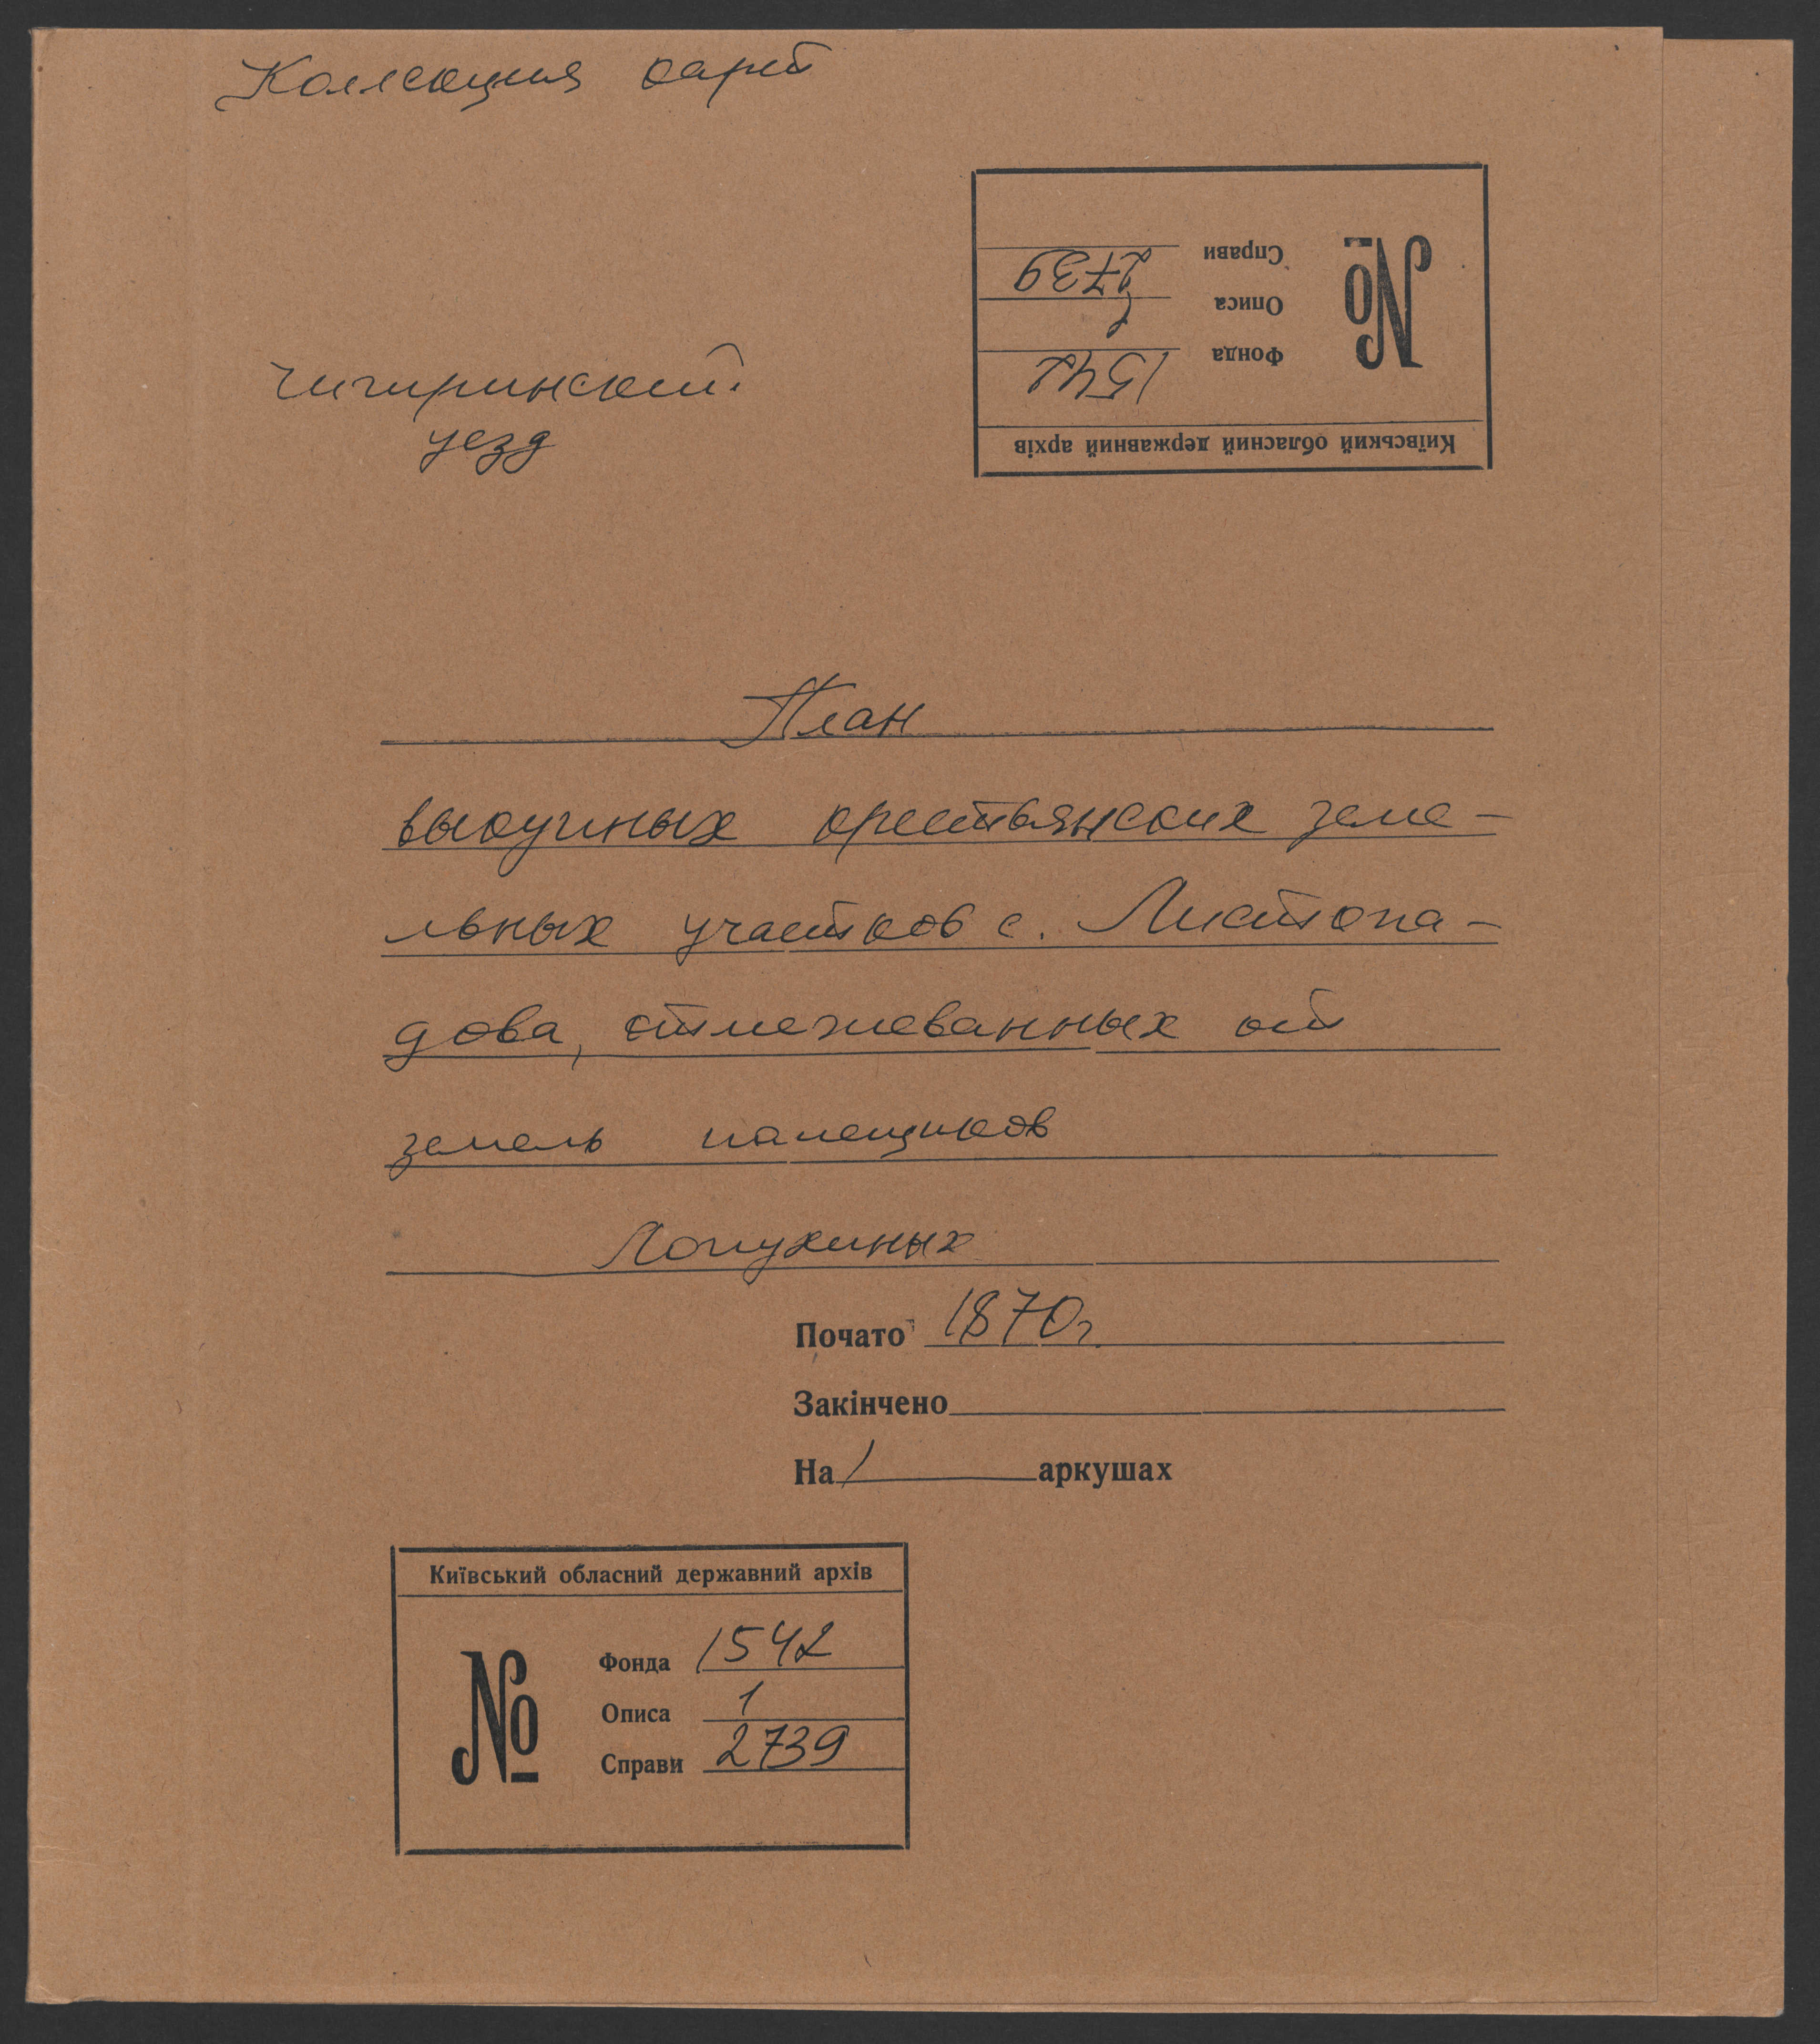 Коллекция карт
Київський обласний державний архів
№
Фонда 1542
Описа 1
Справи 2739
Чигиринский
уезд
План
выкупных крестьянских земе-
льных участков с. Листопа-
дова, отмежеванных от
земель помещиков
Лопухиных
Почато 1870г.
Закінчено
На 1 аркушах
Київський обласний державний архів
№
Фонда 1542
Описа 1
Справи 2739